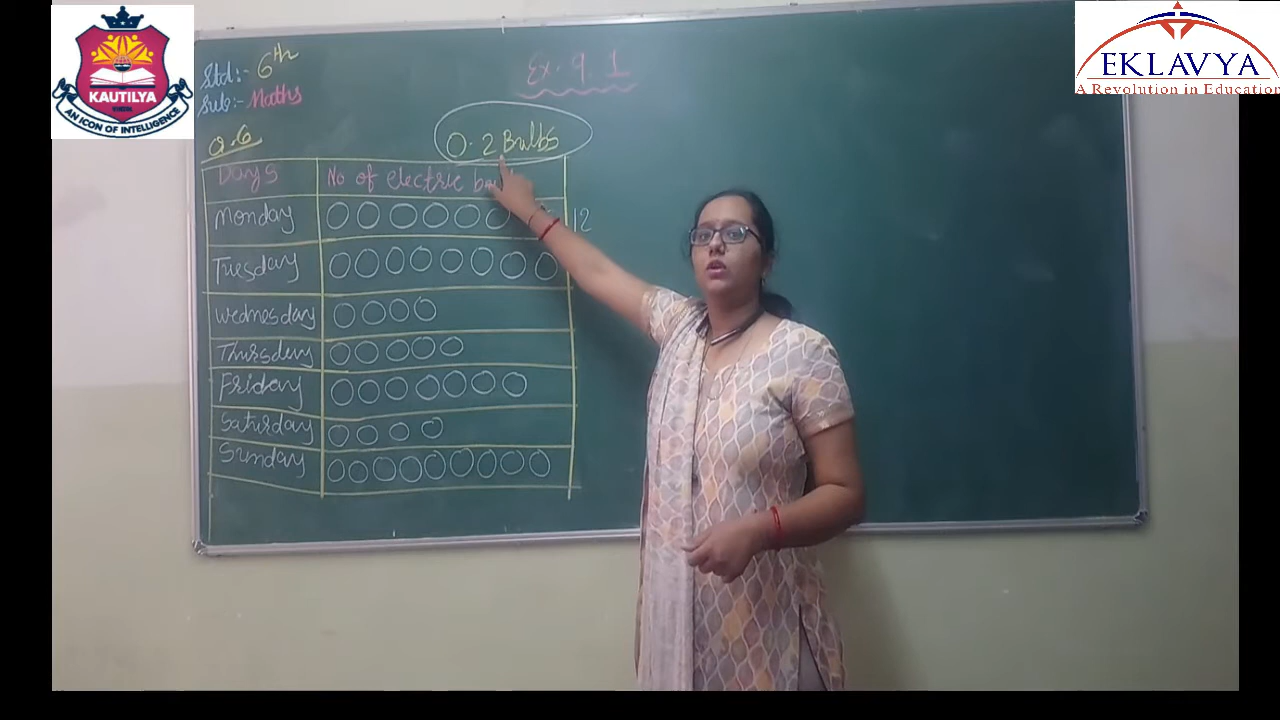 KAUTILYA
AN ICON OF INTELLIGENCE
EKLAVYA
A Revolution in Education
Std:- 6th
Sub:- Maths
Ex. 9.1
Q.6
O. 2 Bulbs
Days No of electric
Monday 12
Tuesday
Wednesday
Thursday
Friday
Saturday
Sunday